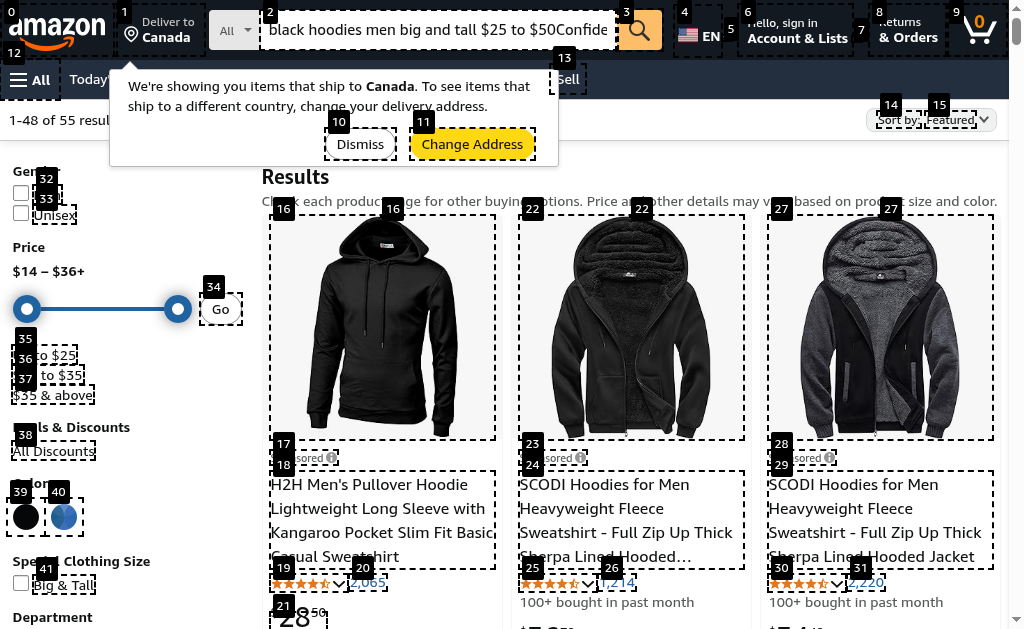 0
1
2
3
4
5
6
7
8
9
amazon
Deliver to
Canada
All
black hoodies men big and tall $25 to $50Confide
EN
Hello, sign in
Account & Lists
Returns
& Orders
0
12
All
Today'
13
Sell
We're showing you items that ship to Canada. To see items that
ship to a different country, change your delivery address.
10
11
Dismiss
Change Address
1-48 of 55
14
15
Sort by: Featured
Results
each product
for other buying options. Price and other details may
based on product size and color.
32
33
Unisex
Price
$14 – $36+
34
Go
35
36
37
to $25
to $35
$35 & above
& Discounts
38
All Discounts
39
40
Special Clothing Size
41
Big & Tall
Department
16
16
22
22
27
27
17
18
H2H Men's Pullover Hoodie
Lightweight Long Sleeve with
Kangaroo Pocket Slim Fit Basic
Casual Sweatshirt
19
20
2,065
21
28 50
23
24
SCODI Hoodies for Men
Heavyweight Fleece
Sweatshirt - Full Zip Up Thick
Sherpa Lined Hooded...
25
26
1,214
100+ bought in past month
28
29
SCODI Hoodies for Men
Heavyweight Fleece
Sweatshirt - Full Zip Up Thick
Sherpa Lined Hooded Jacket
30
31
2,220
100+ bought in past month